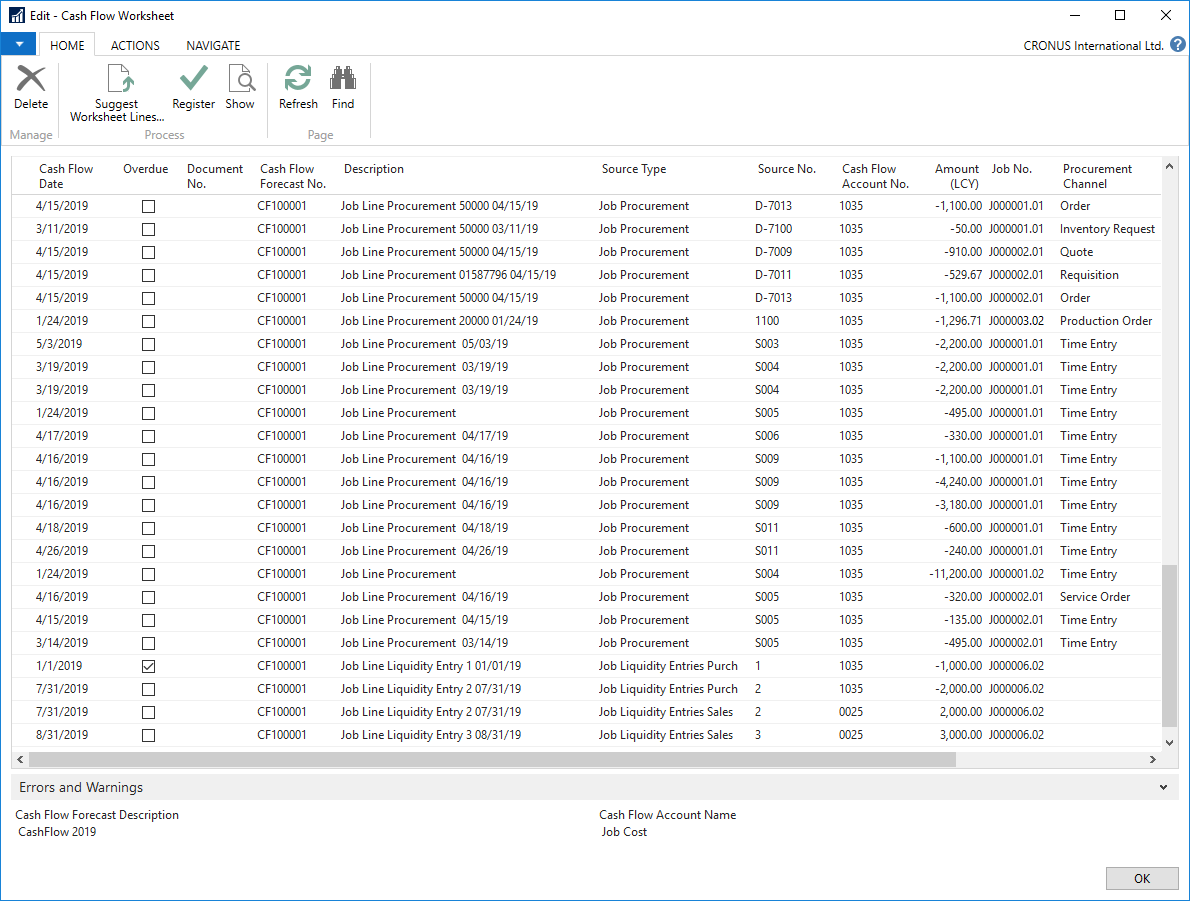 Edit - Cash Flow Worksheet
HOME ACTIONS NAVIGATE CRONUS International Ltd. ?
Delete Suggest Worksheet Lines... Register Show Refresh Find
Manage Process Page
Cash Flow Date Overdue Document No. Cash Flow Forecast No. Description Source Type Source No. Cash Flow Account No. Amount (LCY) Job No. Procurement Channel
4/15/2019 CF100001 Job Line Procurement 50000 04/15/19 Job Procurement D-7013 1035 -1,100.00 J000001.01 Order
3/11/2019 CF100001 Job Line Procurement 50000 03/11/19 Job Procurement D-7100 1035 -50.00 J000001.01 Inventory Request
4/15/2019 CF100001 Job Line Procurement 50000 04/15/19 Job Procurement D-7009 1035 -910.00 J000002.01 Quote
4/15/2019 CF100001 Job Line Procurement 01587796 04/15/19 Job Procurement D-7011 1035 -529.67 J000002.01 Requisition
4/15/2019 CF100001 Job Line Procurement 50000 04/15/19 Job Procurement D-7013 1035 -1,100.00 J000002.01 Order
1/24/2019 CF100001 Job Line Procurement 20000 01/24/19 Job Procurement 1100 1035 -1,296.71 J000003.02 Production Order
5/3/2019 CF100001 Job Line Procurement 05/03/19 Job Procurement S003 1035 -2,200.00 J000001.01 Time Entry
3/19/2019 CF100001 Job Line Procurement 03/19/19 Job Procurement S004 1035 -2,200.00 J000001.01 Time Entry
3/19/2019 CF100001 Job Line Procurement 03/19/19 Job Procurement S004 1035 -2,200.00 J000001.01 Time Entry
1/24/2019 CF100001 Job Line Procurement Job Procurement S005 1035 -495.00 J000001.01 Time Entry
4/17/2019 CF100001 Job Line Procurement 04/17/19 Job Procurement S006 1035 -330.00 J000001.01 Time Entry
4/16/2019 CF100001 Job Line Procurement 04/16/19 Job Procurement S009 1035 -1,100.00 J000001.01 Time Entry
4/16/2019 CF100001 Job Line Procurement 04/16/19 Job Procurement S009 1035 -4,240.00 J000001.01 Time Entry
4/16/2019 CF100001 Job Line Procurement 04/16/19 Job Procurement S009 1035 -3,180.00 J000001.01 Time Entry
4/18/2019 CF100001 Job Line Procurement 04/18/19 Job Procurement S011 1035 -600.00 J000001.01 Time Entry
4/26/2019 CF100001 Job Line Procurement 04/26/19 Job Procurement S011 1035 -240.00 J000001.01 Time Entry
1/24/2019 CF100001 Job Line Procurement Job Procurement S004 1035 -11,200.00 J000001.02 Time Entry
4/16/2019 CF100001 Job Line Procurement 04/16/19 Job Procurement S005 1035 -320.00 J000002.01 Service Order
4/15/2019 CF100001 Job Line Procurement 04/15/19 Job Procurement S005 1035 -135.00 J000002.01 Time Entry
3/14/2019 CF100001 Job Line Procurement 03/14/19 Job Procurement S005 1035 -495.00 J000002.01 Time Entry
1/1/2019 CF100001 Job Line Liquidity Entry 1 01/01/19 Job Liquidity Entries Purch 1 1035 -1,000.00 J000006.02
7/31/2019 CF100001 Job Line Liquidity Entry 2 07/31/19 Job Liquidity Entries Purch 2 1035 -2,000.00 J000006.02
7/31/2019 CF100001 Job Line Liquidity Entry 2 07/31/19 Job Liquidity Entries Sales 2 0025 2,000.00 J000006.02
8/31/2019 CF100001 Job Line Liquidity Entry 3 08/31/19 Job Liquidity Entries Sales 3 0025 3,000.00 J000006.02
Errors and Warnings
Cash Flow Forecast Description Cash Flow Account Name
CashFlow 2019 Job Cost
OK